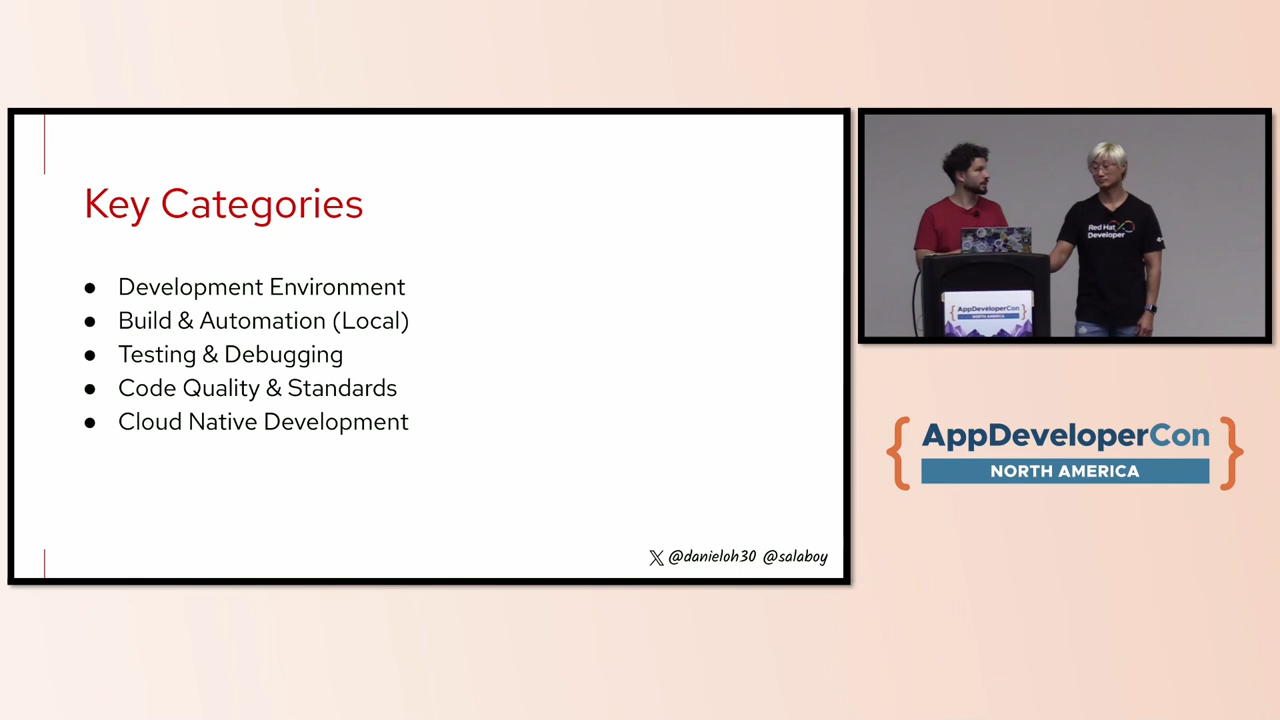 Key Categories
● Development Environment
● Build & Automation (Local)
● Testing & Debugging
● Code Quality & Standards
● Cloud Native Development
X @danieloh30 @salaboy
Red Hat
Developer
{AppDeveloperCon}
NORTH AMERICA
{ AppDeveloperCon }
NORTH AMERICA